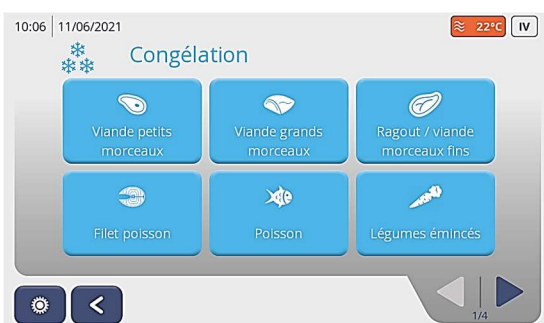 10:06 11/06/2021
22°C IV
Congélation
Viande petits
morceaux
Viande grands
morceaux
Ragout / viande
morceaux fins
Filet poisson
Poisson
Légumes émincés
1/4